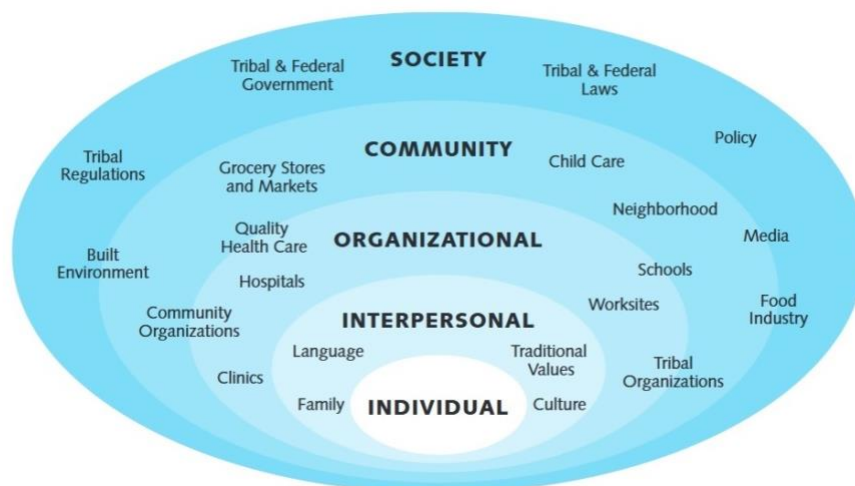 SOCIETY
Tribal & Federal
Government
Tribal & Federal
Laws
Policy
COMMUNITY
Tribal
Regulations
Grocery Stores
and Markets
Child Care
Neighborhood
Quality
Health Care
ORGANIZATIONAL
Media
Built
Environment
Hospitals
Schools
Community
Organizations
INTERPERSONAL
Worksites
Food
Industry
Language
Traditional
Values
Clinics
Tribal
Organizations
Family
INDIVIDUAL
Culture